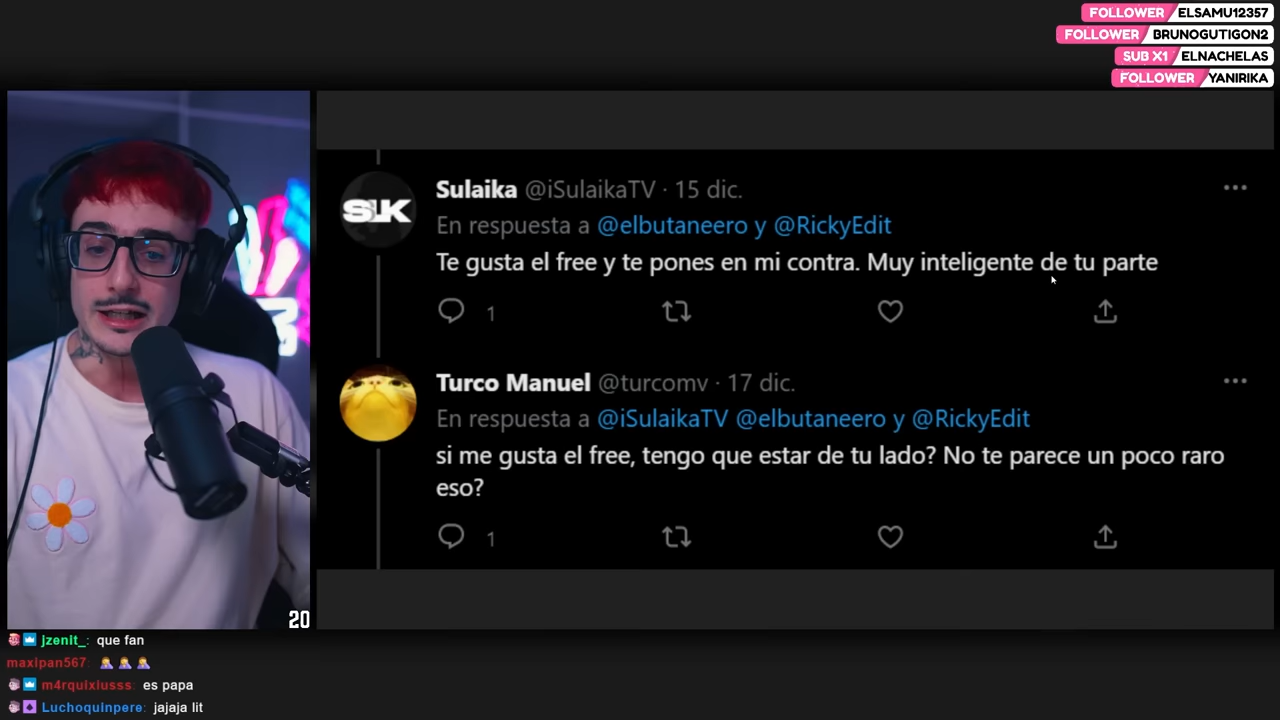 FOLLOWER ELSAMU12357
FOLLOWER BRUNOGUTIGON2
SUB X1 ELNACHELAS
FOLLOWER YANIRIKA
SLK
Sulaika @iSulaikaTV · 15 dic.
En respuesta a @elbutaneero y @RickyEdit
Te gusta el free y te pones en mi contra. Muy inteligente de tu parte
1
Turco Manuel @turcomv · 17 dic.
En respuesta a @iSulaikaTV @elbutaneero y @RickyEdit
si me gusta el free, tengo que estar de tu lado? No te parece un poco raro
eso?
1
20
jzenit_: que fan
maxipan567:
m4rquixiusss: es papa
Luchoquinpere: jajaja lit